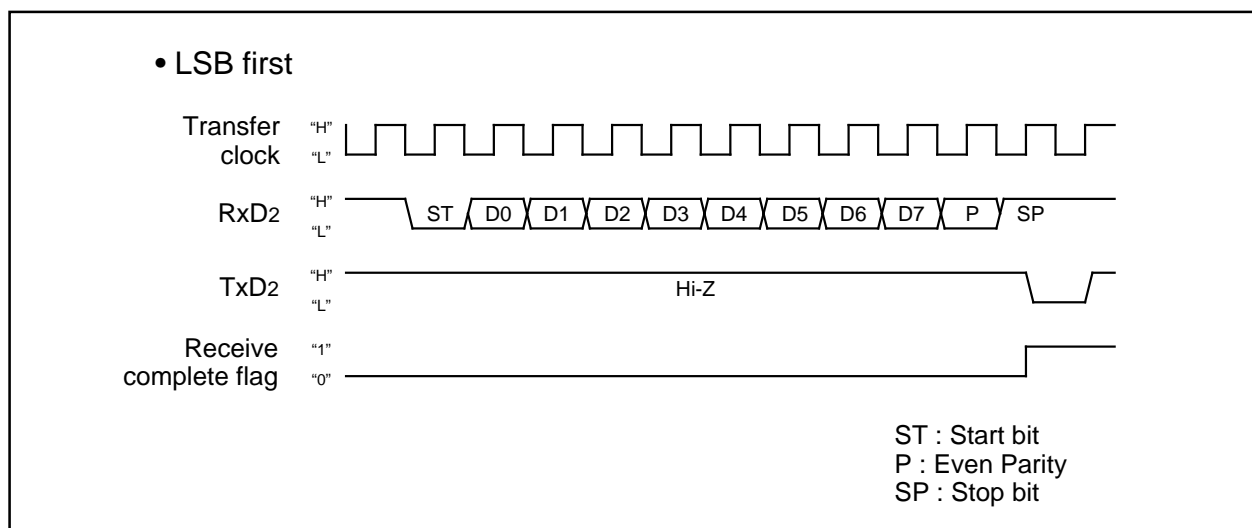 • LSB first
Transfer clock
“H”
“L”
RxD2
“H”
“L”
ST D0 D1 D2 D3 D4 D5 D6 D7 P SP
TxD2
“H”
“L”
Hi-Z
Receive complete flag
“1”
“0”
ST : Start bit
P : Even Parity
SP : Stop bit